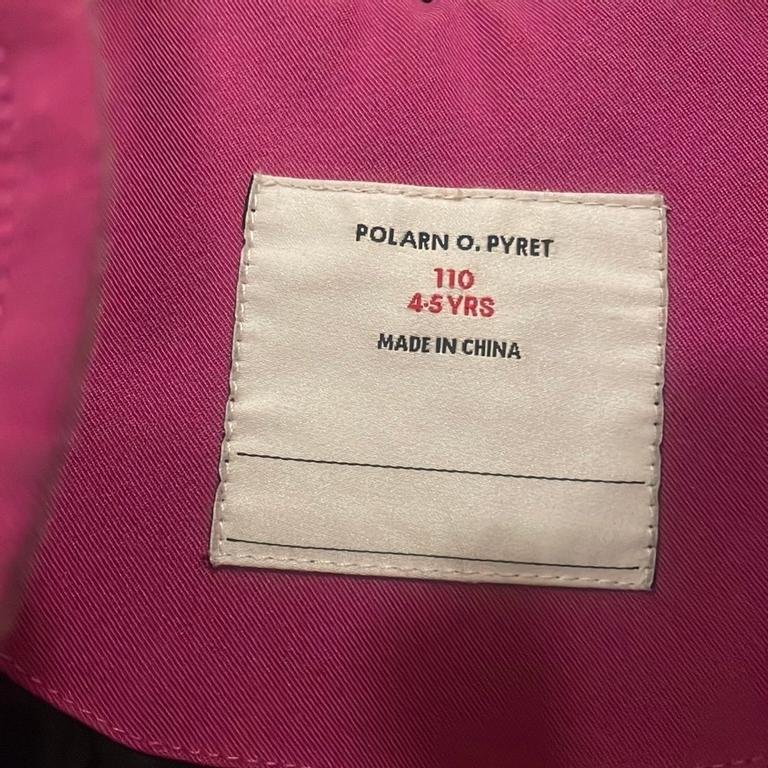 POLARN O. PYRET
110
4-5 YRS
MADE IN CHINA